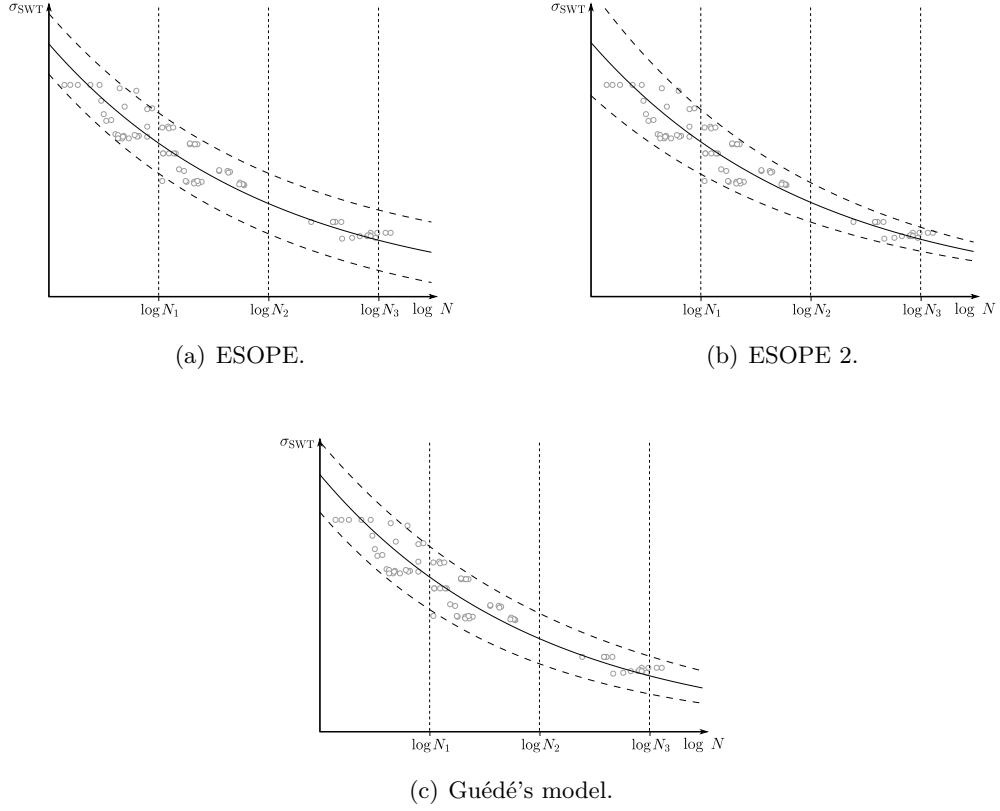 σSWT
σSWT
log N₁ log N₂ log N₃ log N
log N₁ log N₂ log N₃ log N
(a) ESOPE.
(b) ESOPE 2.
σSWT
log N₁ log N₂ log N₃ log N
(c) Guédé's model.